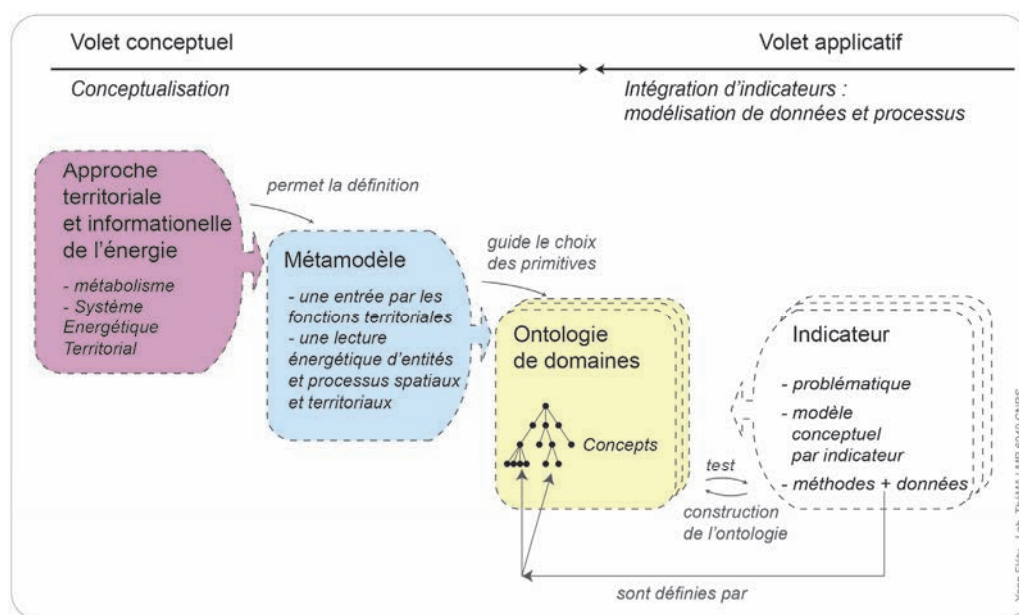 Volet conceptuel
Volet applicatif
Conceptualisation
Intégration d'indicateurs :
modélisation de données et processus
Approche
territoriale
et informationelle
de l'énergie
- métabolisme
- Système
Energétique
Territorial
permet la définition
Métamodèle
- une entrée par les
fonctions territoriales
- une lecture
énergétique d'entités
et processus spatiaux
et territoriaux
guide le choix
des primitives
Ontologie
de domaines
Concepts
test
construction
de l'ontologie
Indicateur
- problématique
- modèle
conceptuel
par indicateur
- méthodes + données
sont définies par